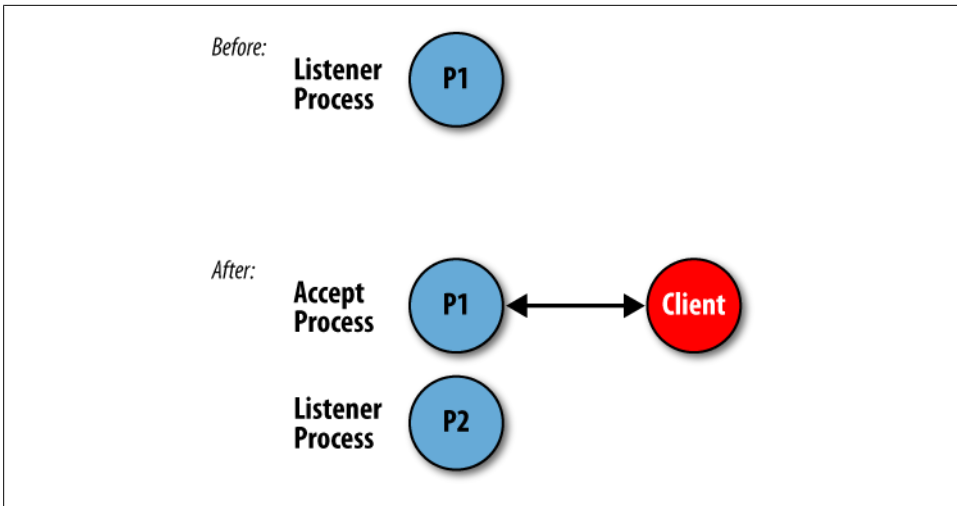 Before:
Listener
Process
P1
After:
Accept
Process
P1
Client
Listener
Process
P2